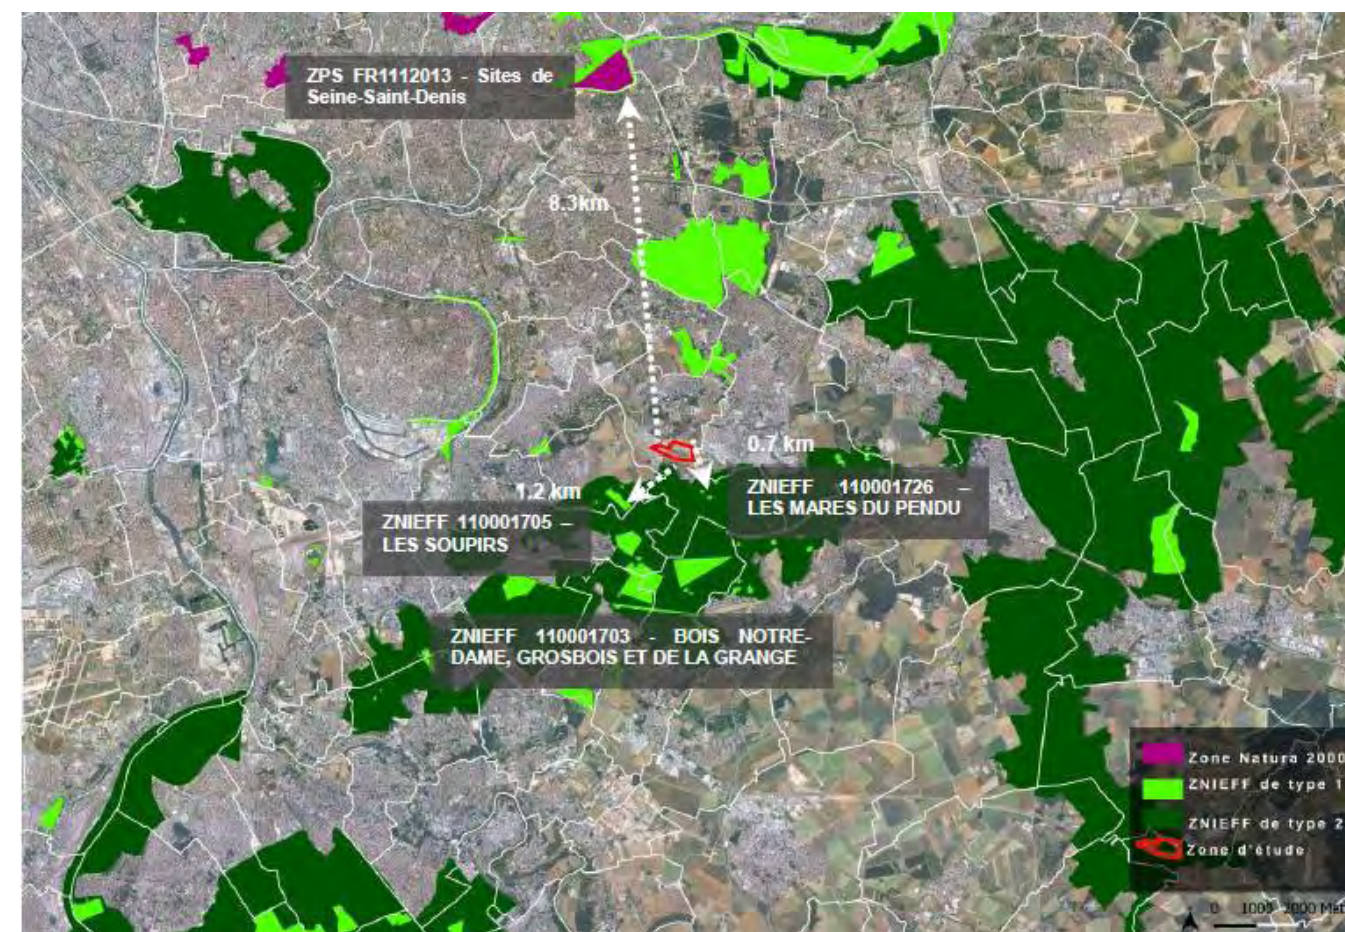 ZPS FR1112013 - Sites de
Seine-Saint-Denis
8.3km
0.7 km
1.2 km
ZNIEFF 110001726 –
LES MARES DU PENDU
ZNIEFF 110001705 –
LES SOUPIRS
ZNIEFF 110001703 - BOIS NOTRE-
DAME, GROSBOIS ET DE LA GRANGE
Zone Natura 2000
ZNIEFF de type 1
ZNIEFF de type 2
Zone d'étude
0 1000 2000 Met